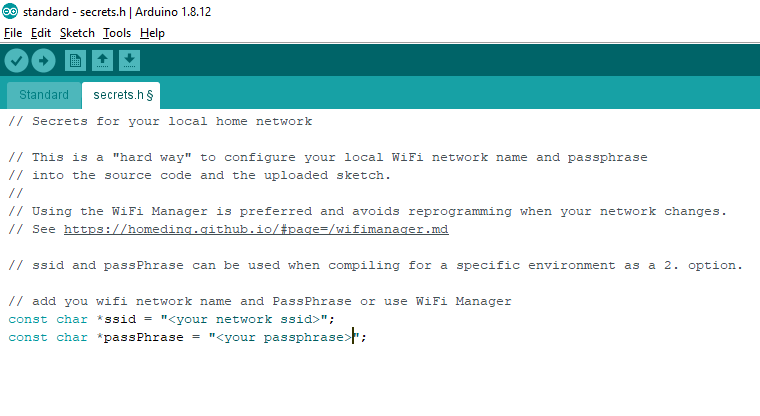 standard - secrets.h | Arduino 1.8.12
File Edit Sketch Tools Help
Standard secrets.h §
// Secrets for your local home network
// This is a "hard way" to configure your local WiFi network name and passphrase
// into the source code and the uploaded sketch.
//
// Using the WiFi Manager is preferred and avoids reprogramming when your network changes.
// See https://homeding.github.io/#page=/wifimanager.md
// ssid and passPhrase can be used when compiling for a specific environment as a 2. option.
// add you wifi network name and PassPhrase or use WiFi Manager
const char *ssid = "<your network ssid>";
const char *passPhrase = "<your passphrase>";